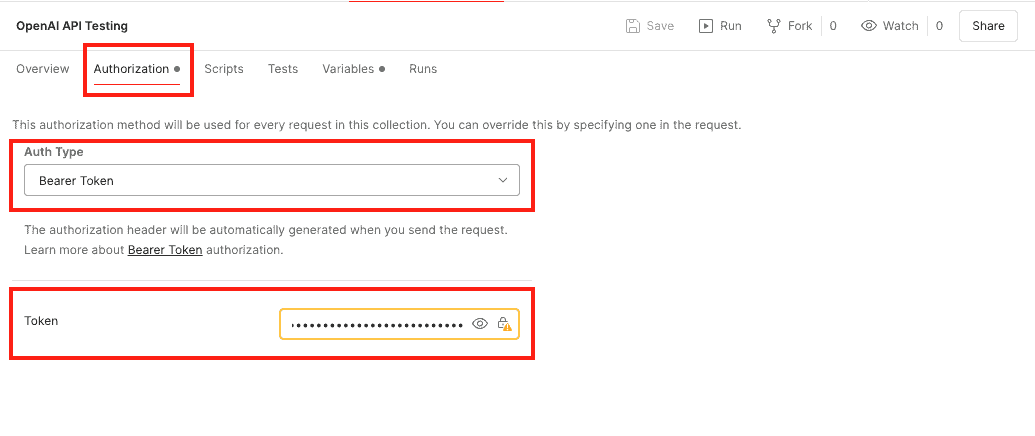 OpenAI API Testing
Save Run Fork 0 Watch 0 Share
Overview Authorization Scripts Tests Variables Runs
This authorization method will be used for every request in this collection. You can override this by specifying one in the request.
Auth Type
Bearer Token
The authorization header will be automatically generated when you send the request.
Learn more about Bearer Token authorization.
Token